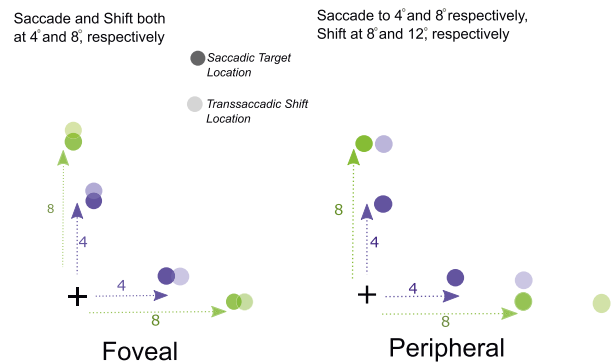 Saccade and Shift both
at 4° and 8°, respectively
Saccade to 4° and 8° respectively,
Shift at 8° and 12°, respectively
Saccadic Target
Location
Transsaccadic Shift
Location
8
4
4
8
Foveal
8
4
4
8
Peripheral